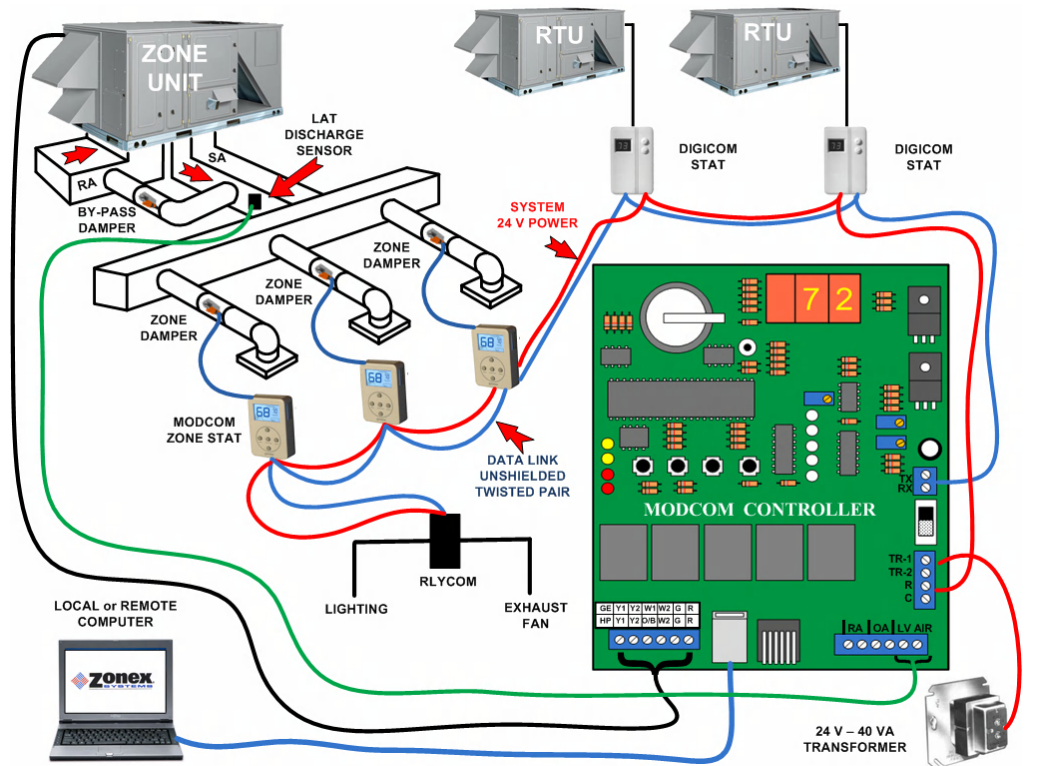 ZONE
UNIT
RTU
RTU
LAT
DISCHARGE
SENSOR
SA
RA
BY-PASS
DAMPER
DIGICOM
STAT
DIGICOM
STAT
SYSTEM
24 V POWER
ZONE
DAMPER
ZONE
DAMPER
ZONE
DAMPER
68
68
68
MODCOM
ZONE STAT
DATA LINK
UNSHIELDED
TWISTED PAIR
RLYCOM
LIGHTING
EXHAUST
FAN
7 2
TX
RX
MODCOM CONTROLLER
TR-1
TR-2
R
C
GE Y1 Y2 W1 W2 G R
HP Y1 Y2 O/B W2 G R
RA OA LV AIR
LOCAL or REMOTE
COMPUTER
zonex
SYSTEMS
24 V – 40 VA
TRANSFORMER